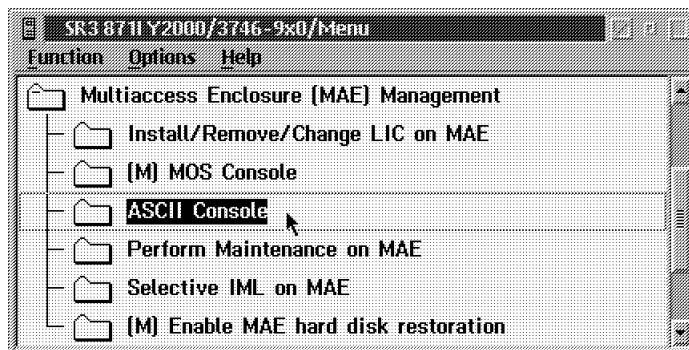 SR3 871I Y2000/3746-9x0/Menu
Function Options Help
Multiaccess Enclosure (MAE) Management
Install/Remove/Change LIC on MAE
(M) MOS Console
ASCII Console
Perform Maintenance on MAE
Selective IML on MAE
(M) Enable MAE hard disk restoration